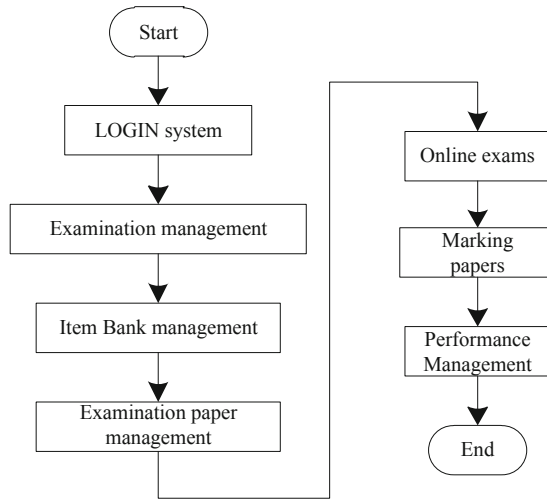 Start
LOGIN system
Examination management
Item Bank management
Examination paper
management
Online exams
Marking
papers
Performance
Management
End